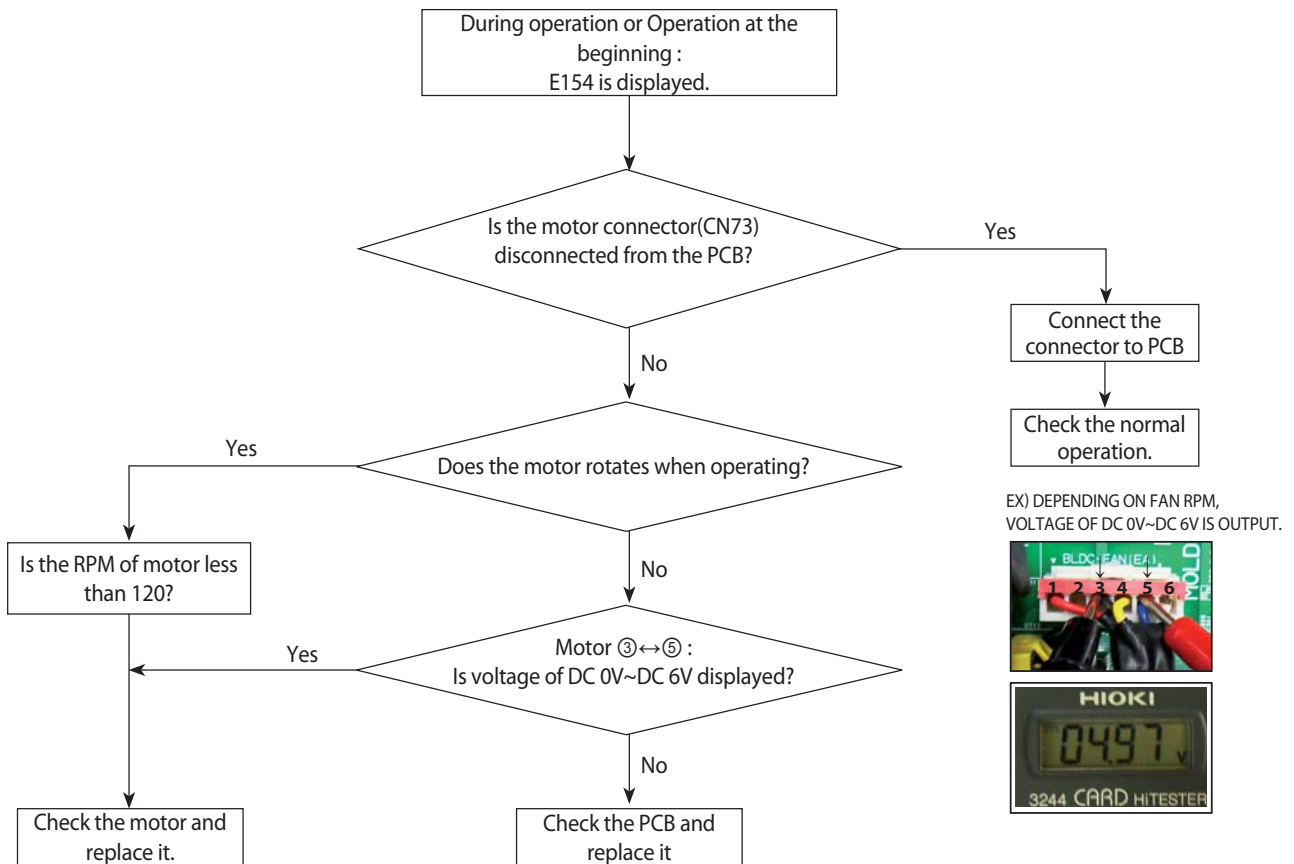 During operation or Operation at the
beginning :
E154 is displayed.
Is the motor connector(CN73)
disconnected from the PCB?
Yes
Connect the
connector to PCB
No
Check the normal
operation.
Yes
Does the motor rotates when operating?
EX) DEPENDING ON FAN RPM,
VOLTAGE OF DC 0V~DC 6V IS OUTPUT.
Is the RPM of motor less
than 120?
No
BLDC-FAN(EA)
1 2 3 4 5 6
MOLD
Yes
Motor ③↔⑤ :
Is voltage of DC 0V~DC 6V displayed?
HIOKI
04.97 V
3244 CARD HiTESTER
No
Check the motor and
replace it.
Check the PCB and
replace it